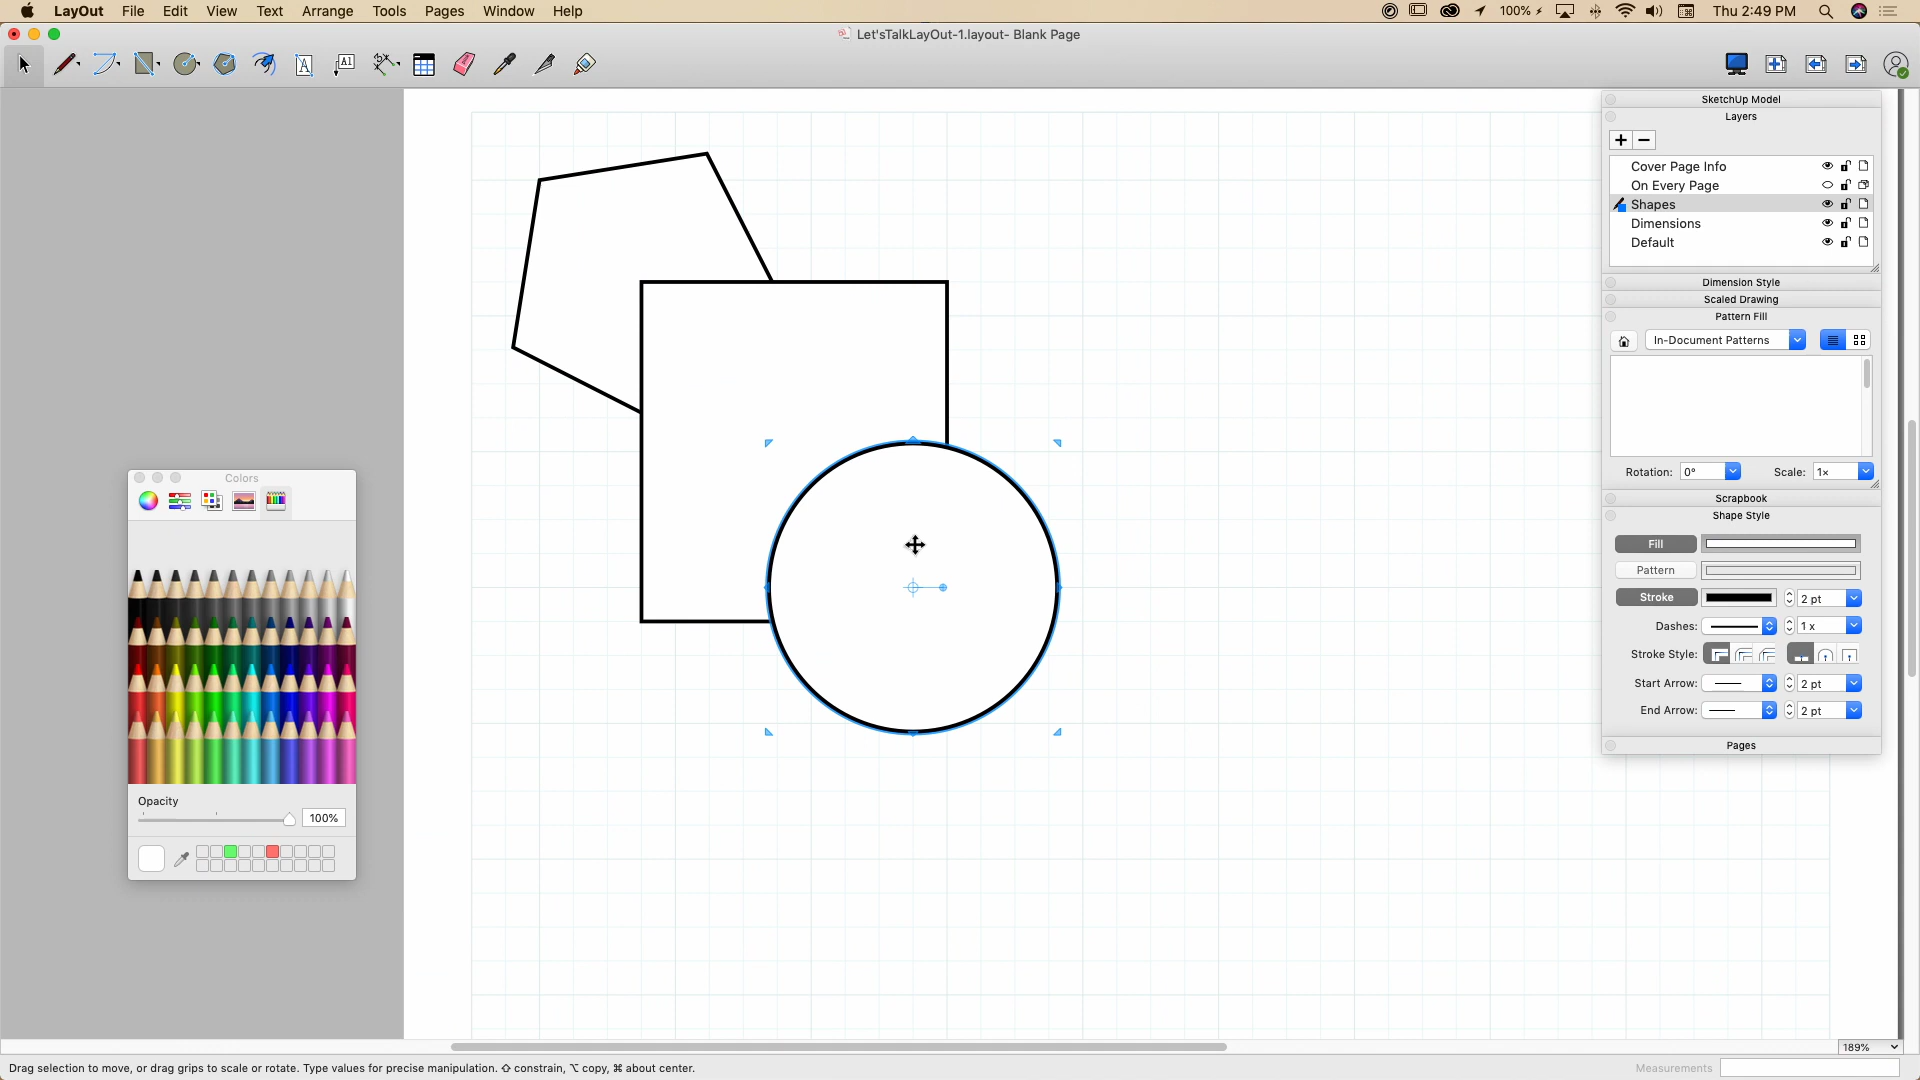 LayOut File Edit View Text Arrange Tools Pages Window Help 100% Thu 2:49 PM
Let'sTalkLayOut-1.layout- Blank Page
A A1
SketchUp Model
Layers
Cover Page Info
On Every Page
Shapes
Dimensions
Default
Dimension Style
Scaled Drawing
Pattern Fill
In-Document Patterns
Rotation: 0° Scale: 1x
Scrapbook
Shape Style
Fill
Pattern
Stroke 2 pt
Dashes: 1 x
Stroke Style:
Start Arrow: 2 pt
End Arrow: 2 pt
Pages
Colors
Opacity
100%
189%
Drag selection to move, or drag grips to scale or rotate. Type values for precise manipulation. ⇧ constrain, ⌥ copy, ⌘ about center. Measurements